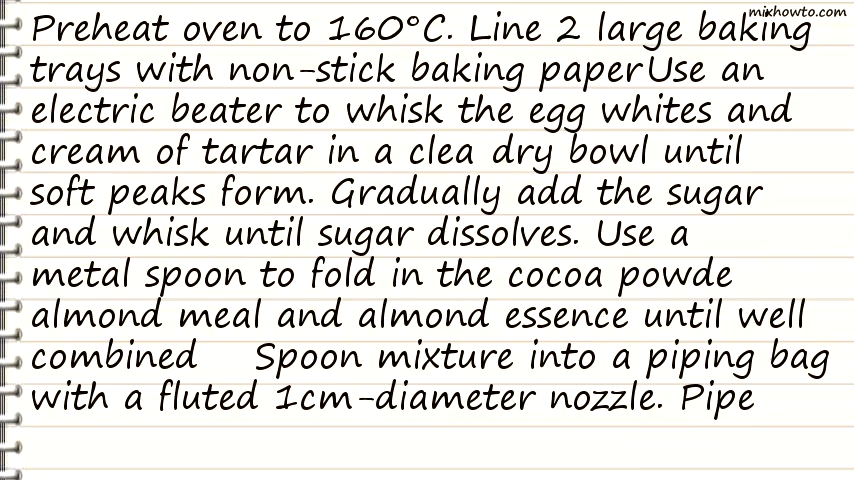 mixhowto.com
Preheat oven to 160°C. Line 2 large baking
trays with non-stick baking paperUse an
electric beater to whisk the egg whites and
cream of tartar in a clea dry bowl until
soft peaks form. Gradually add the sugar
and whisk until sugar dissolves. Use a
metal spoon to fold in the cocoa powde
almond meal and almond essence until well
combined    Spoon mixture into a piping bag
with a fluted 1cm-diameter nozzle. Pipe